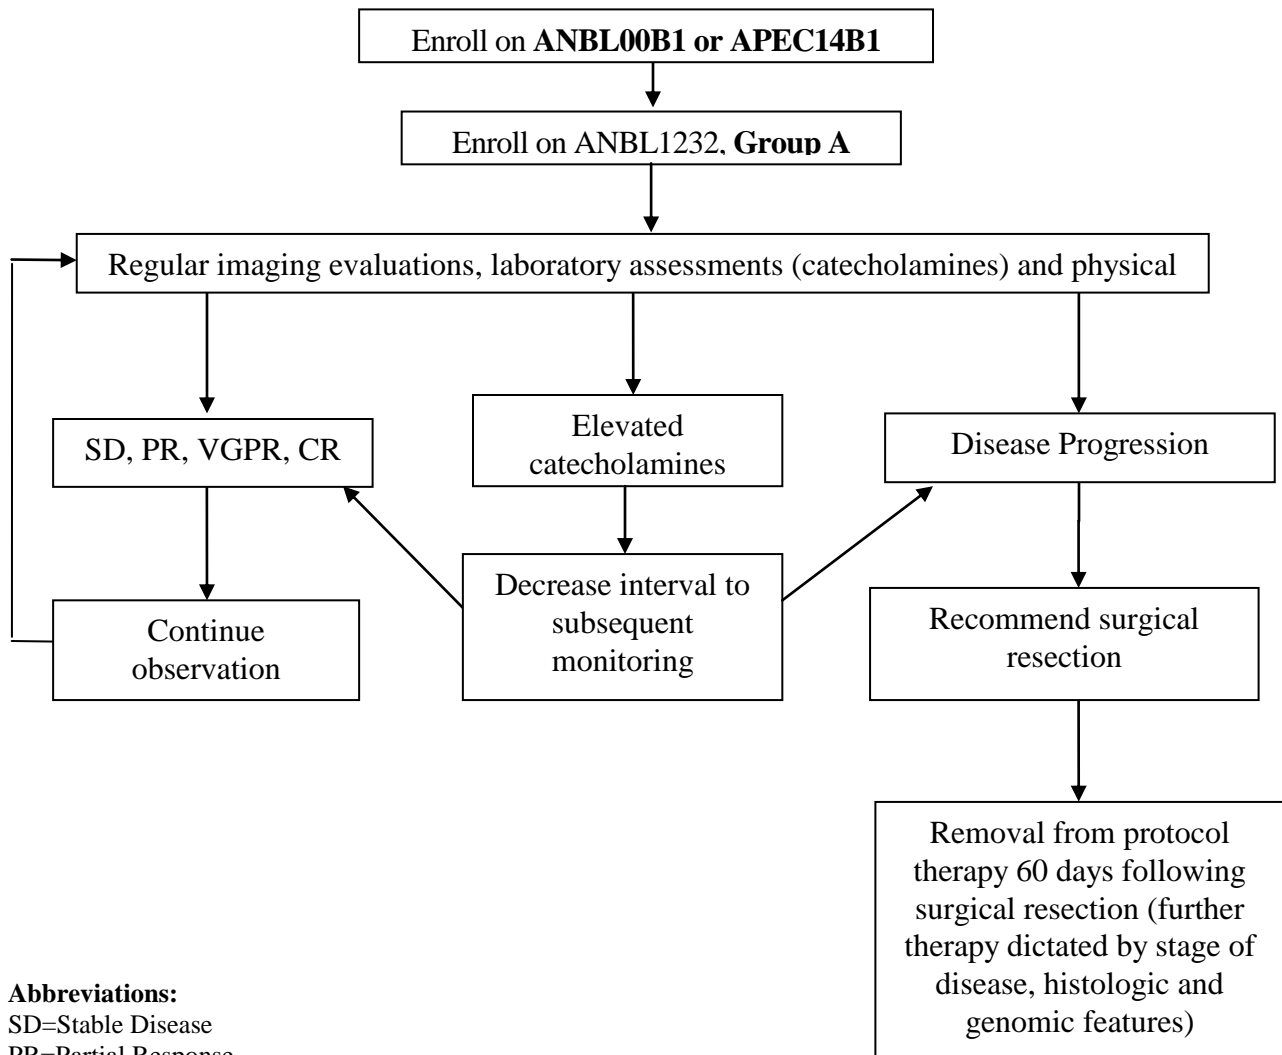 Enroll on ANBL00B1 or APEC14B1
Enroll on ANBL1232, Group A
Regular imaging evaluations, laboratory assessments (catecholamines) and physical
SD, PR, VGPR, CR
Elevated
catecholamines
Disease Progression
Continue
observation
Decrease interval to
subsequent
monitoring
Recommend surgical
resection
Removal from protocol
therapy 60 days following
surgical resection (further
therapy dictated by stage of
disease, histologic and
genomic features)
Abbreviations:
SD=Stable Disease
PR=Partial Response